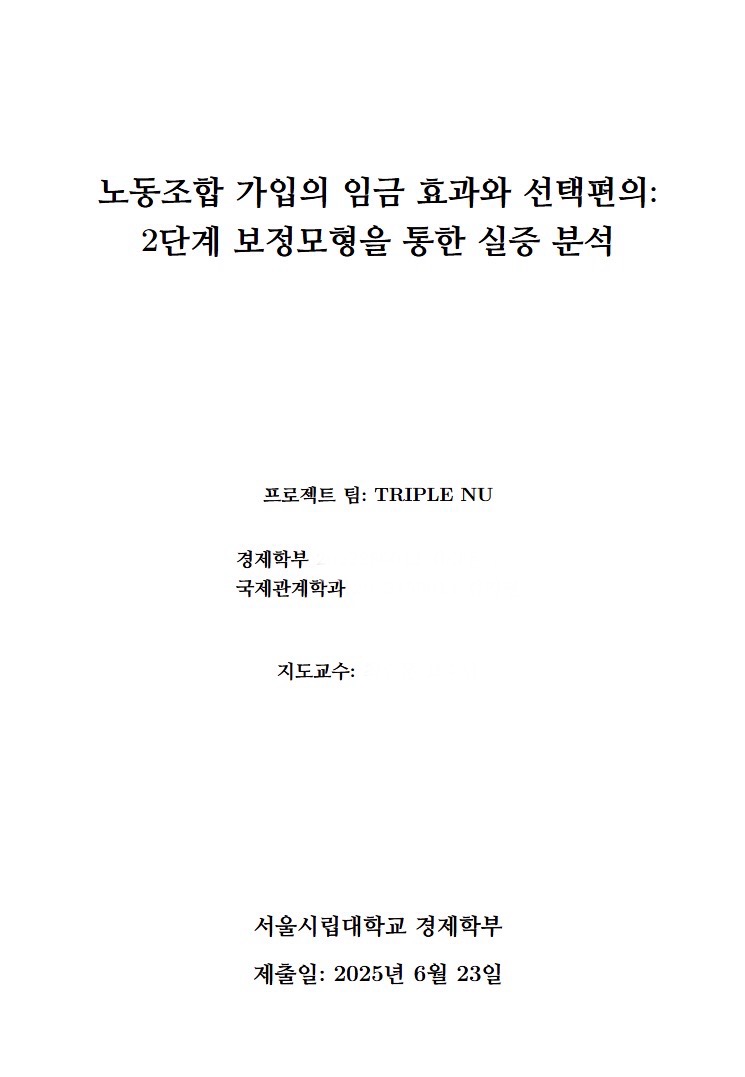 노동조합 가입의 임금 효과와 선택편의:
2단계 보정모형을 통한 실증 분석
프로젝트 팀: TRIPLE NU
경제학부
국제관계학과
지도교수:
서울시립대학교 경제학부
제출일: 2025년 6월 23일